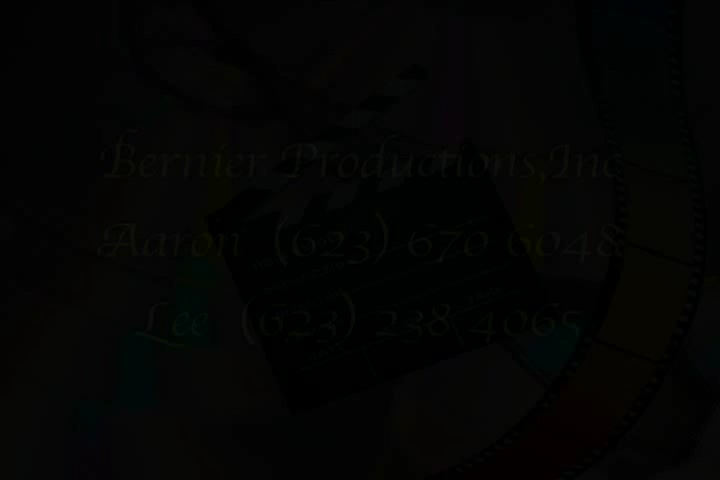 Bernier Productions,Inc
Aaron (623) 670 6048
Lee (623) 238 4065